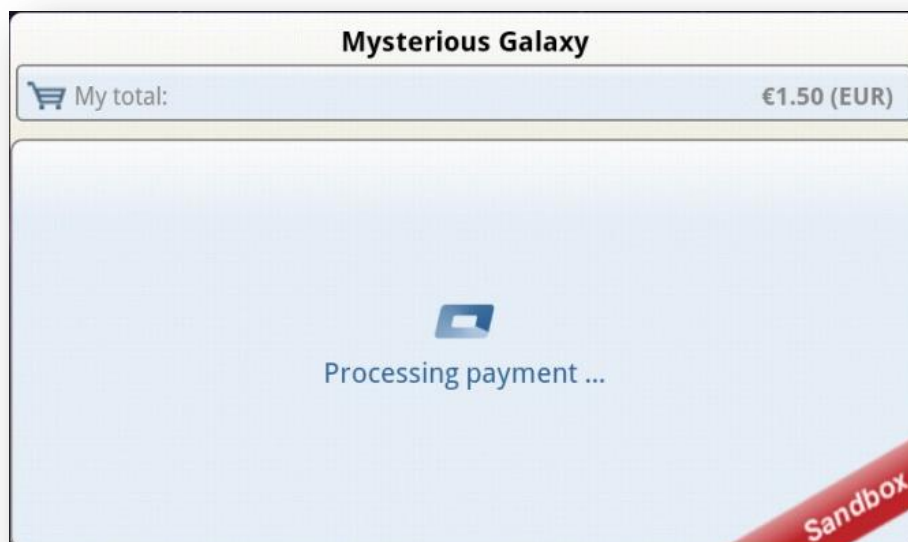 Mysterious Galaxy
My total: €1.50 (EUR)
Processing payment ...
Sandbox